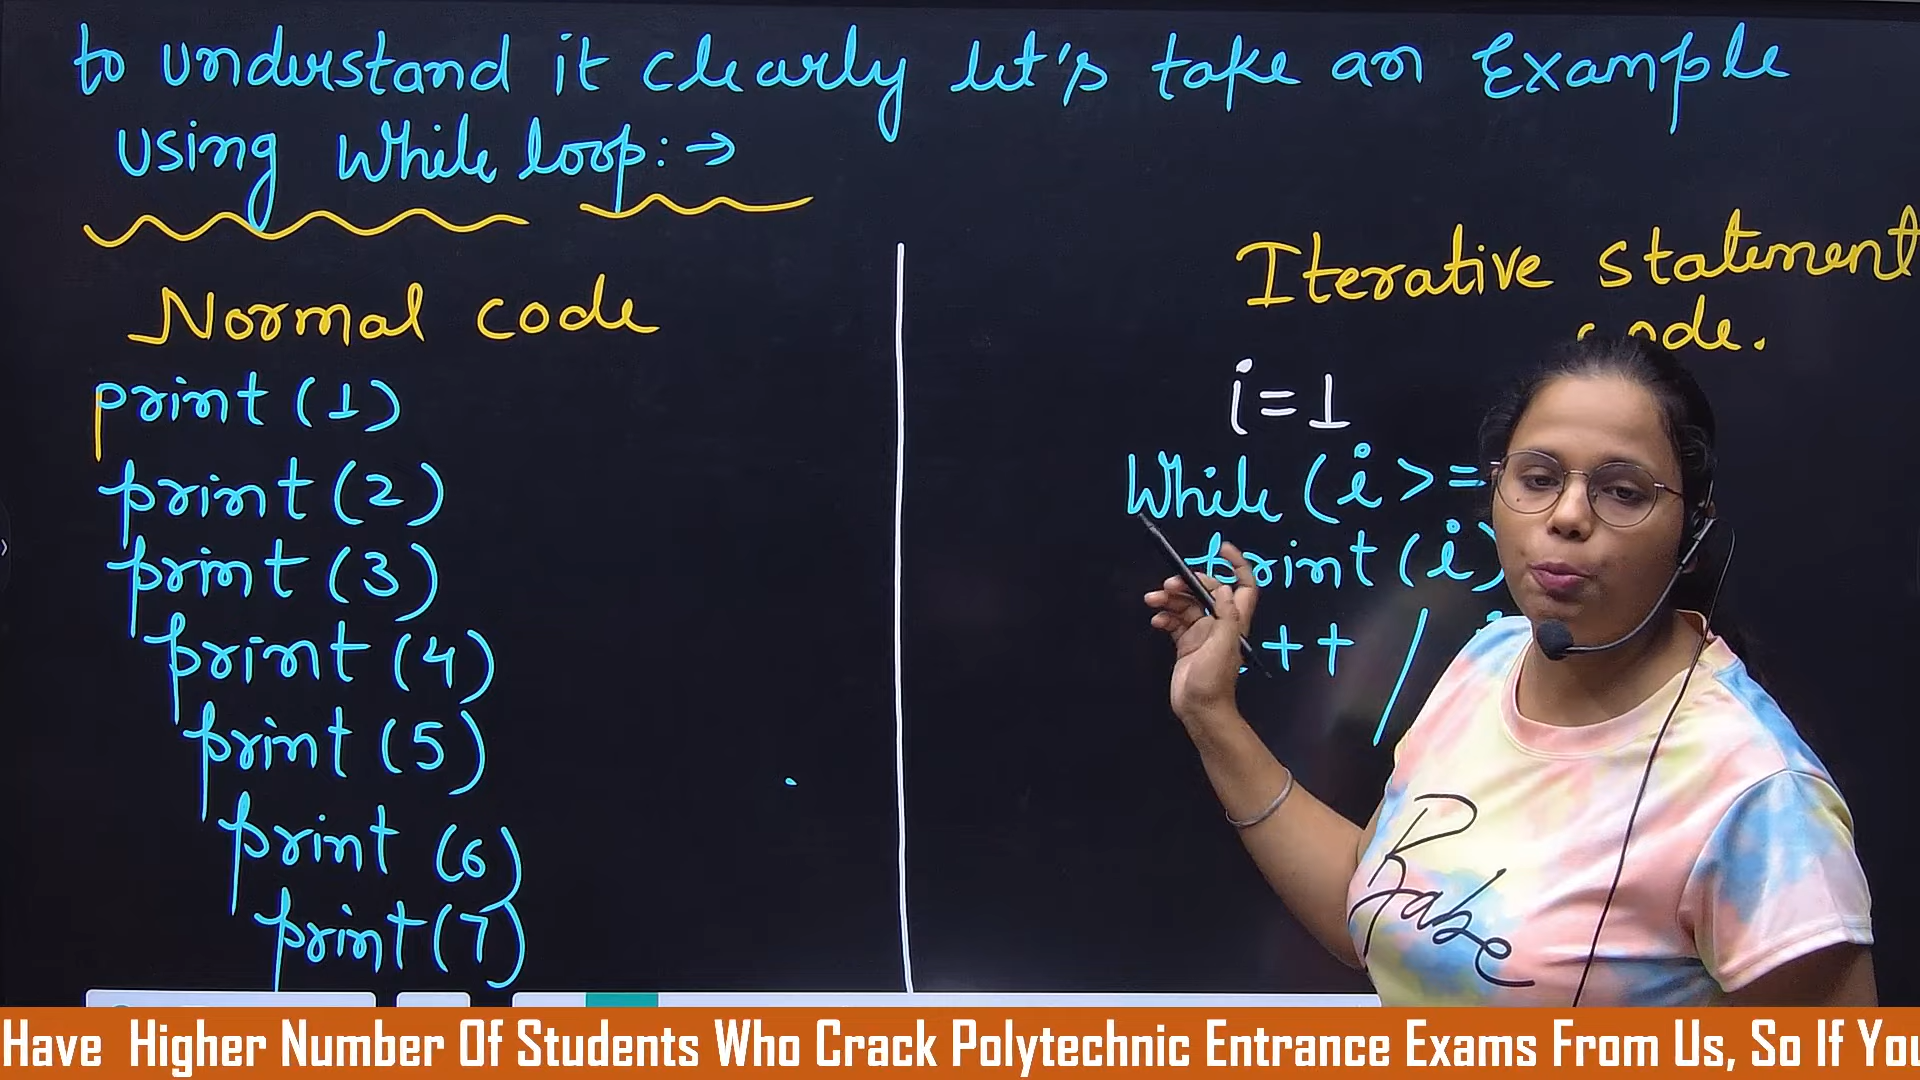 to understand it clearly let's take an Example
using While loop: →
Normal code
print (1)
print (2)
print (3)
print (4)
print (5)
print (6)
print (7)
Iterative statement
code.
i=1
While (i >=
print (i)
++ /
Rabe
Have Higher Number Of Students Who Crack Polytechnic Entrance Exams From Us, So If You